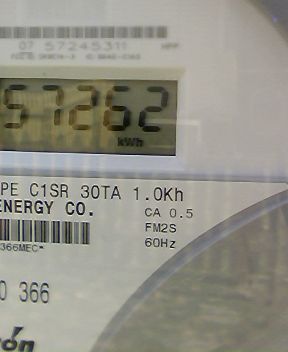 07 57245311
57262
kWh
PE C1SR 30TA 1.0Kh
ENERGY CO.
CA 0.5
FM2S
60Hz
366MEC*
0 366
rón